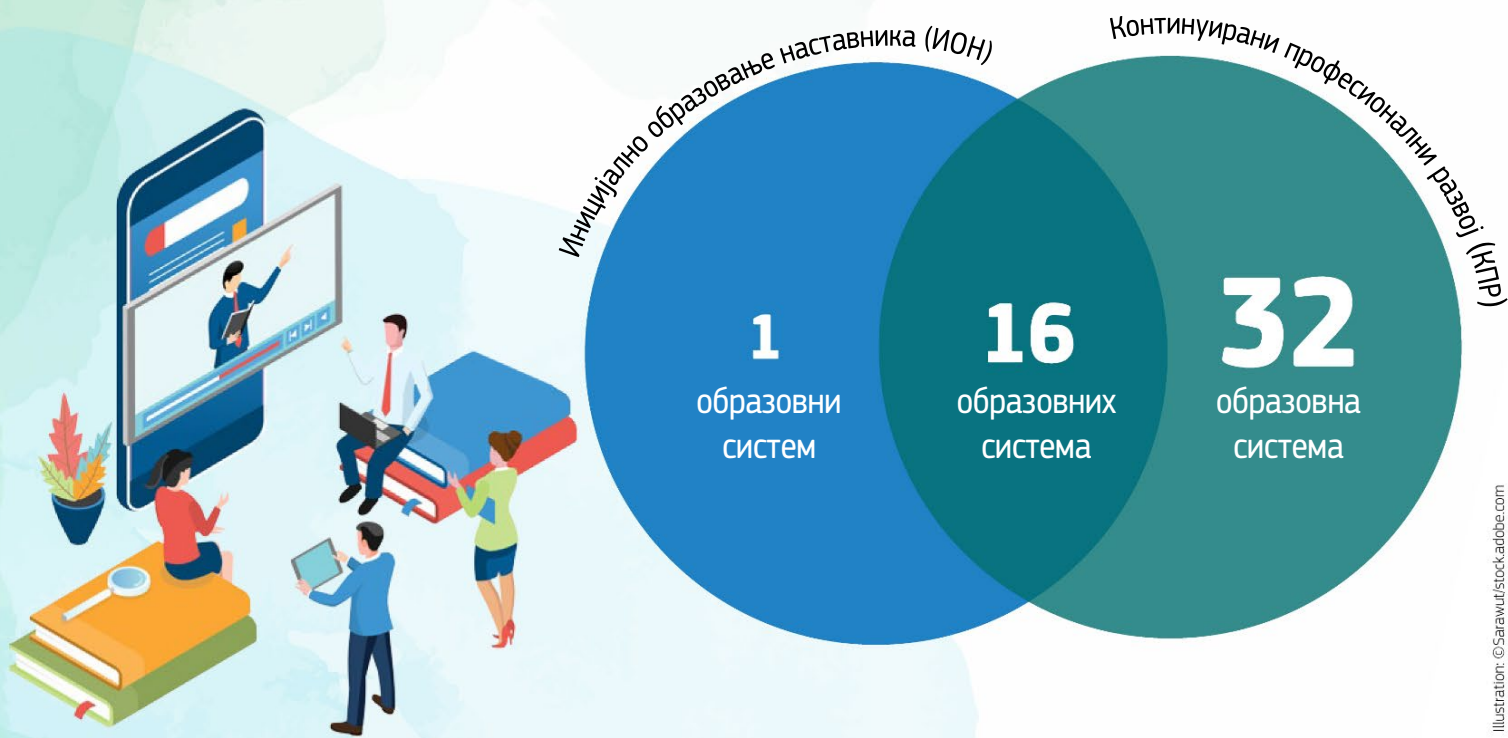 Иницијално образовање наставника (ИОН)
Континуирани професионални развој (КПР)
1
образовни
систем
16
образовних
система
32
образовна
система
Illustration: ©Sarawut/stock.adobe.com